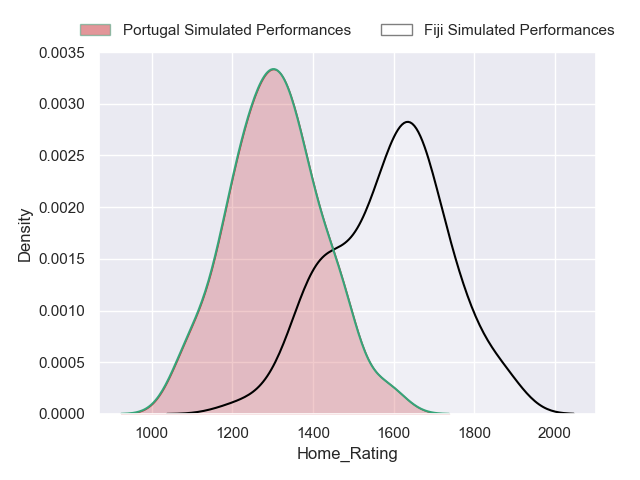 Portugal Simulated Performances Fiji Simulated Performances
0.0035
0.0030
0.0025
0.0020
0.0015
0.0010
0.0005
0.0000
Density
1000 1200 1400 1600 1800 2000
Home_Rating